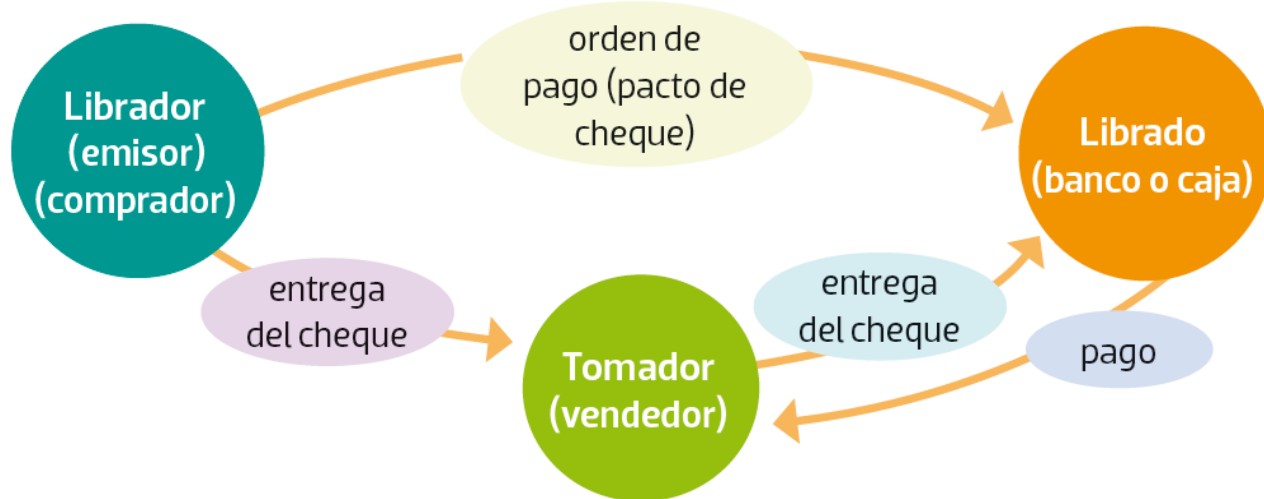 orden de
pago (pacto de
cheque)
Librador
(emisor)
(comprador)
Librado
(banco o caja)
entrega
del cheque
entrega
del cheque
pago
Tomador
(vendedor)